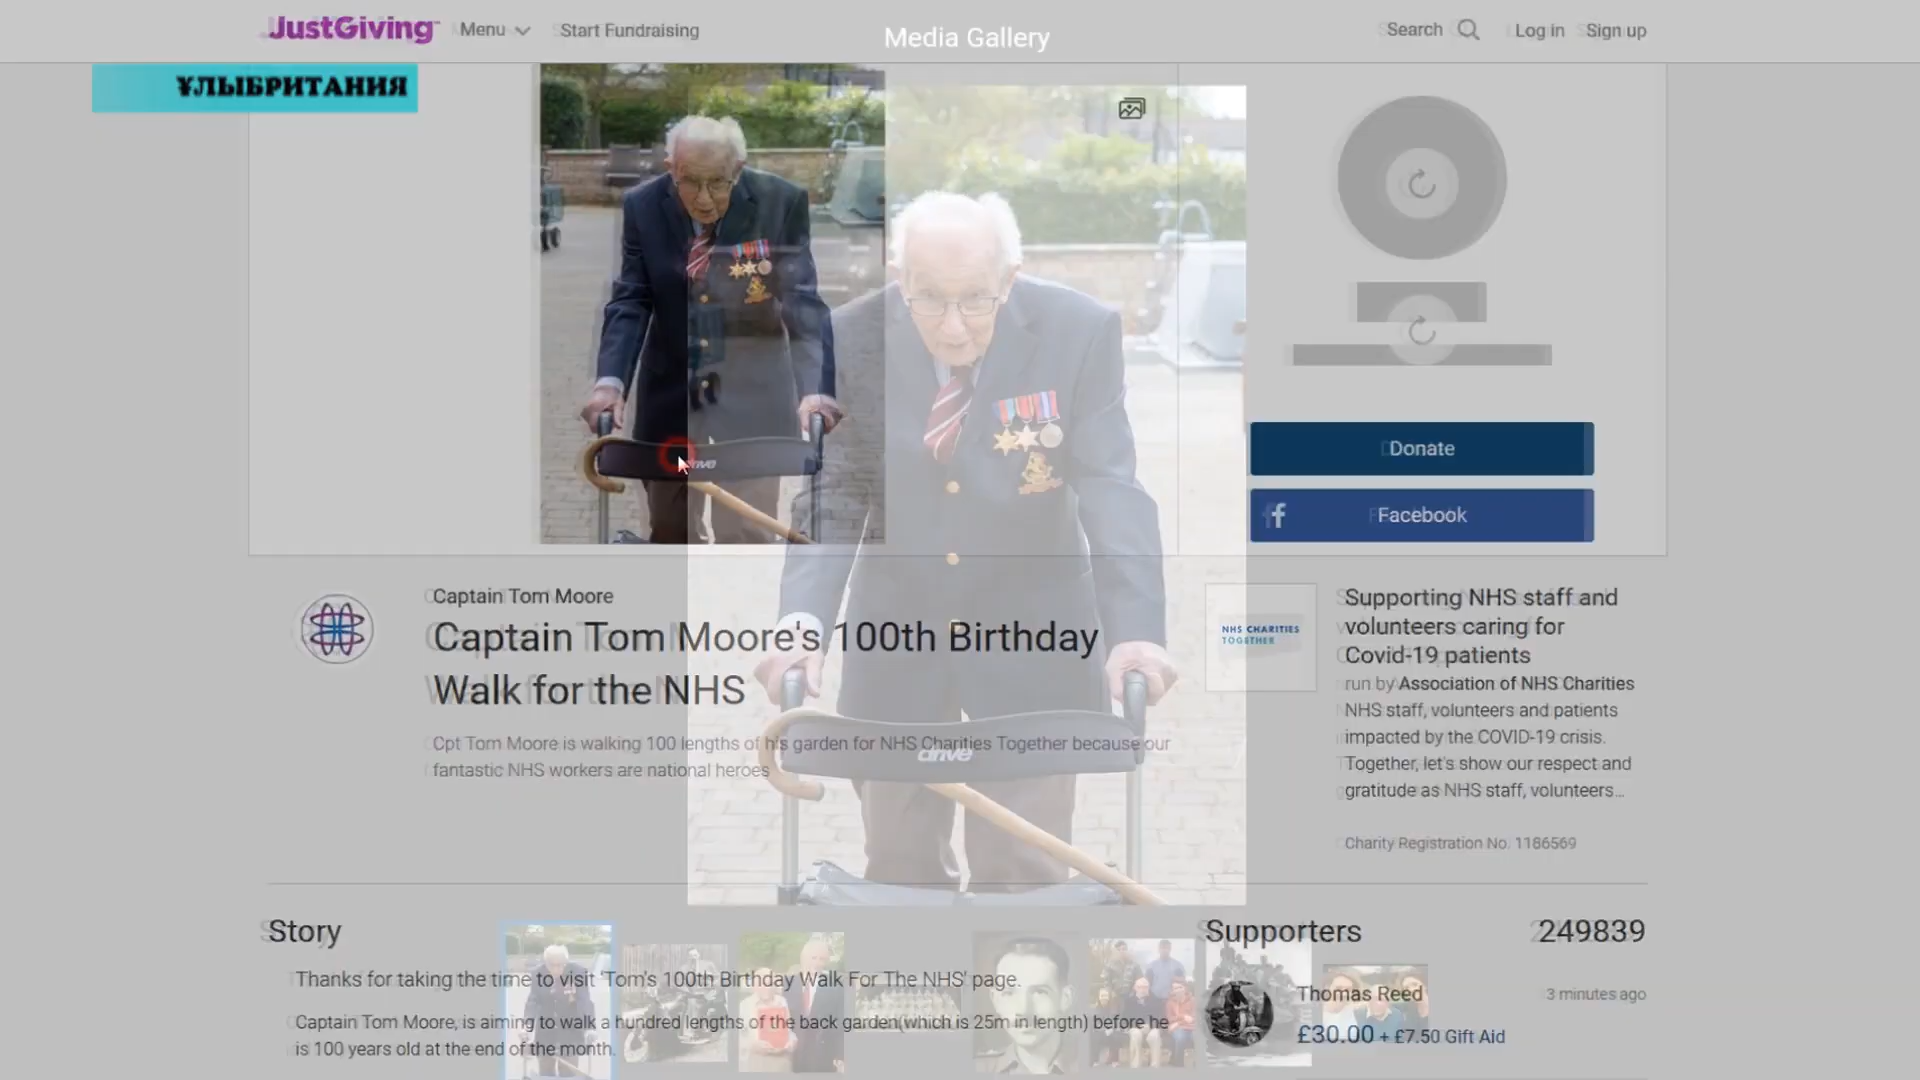 JustGiving
Menu
Start Fundraising
Media Gallery
Search
Log in
Sign up
ҰЛЫБРИТАНИЯ
drive
Donate
Facebook
Captain Tom Moore
Captain Tom Moore's 100th Birthday
Walk for the NHS
Cpt Tom Moore is walking 100 lengths of his garden for NHS Charities Together because our
fantastic NHS workers are national heroes
drive
NHS CHARITIES
TOGETHER
Supporting NHS staff and
volunteers caring for
Covid-19 patients
run by Association of NHS Charities
NHS staff, volunteers and patients
impacted by the COVID-19 crisis.
Together, let's show our respect and
gratitude as NHS staff, volunteers...
Charity Registration No. 1186569
Story
Thanks for taking the time to visit 'Tom's 100th Birthday Walk For The NHS' page.
Captain Tom Moore, is aiming to walk a hundred lengths of the back garden(which is 25m in length) before he
is 100 years old at the end of the month.
Supporters
249839
Thomas Reed
3 minutes ago
£30.00 + £7.50 Gift Aid